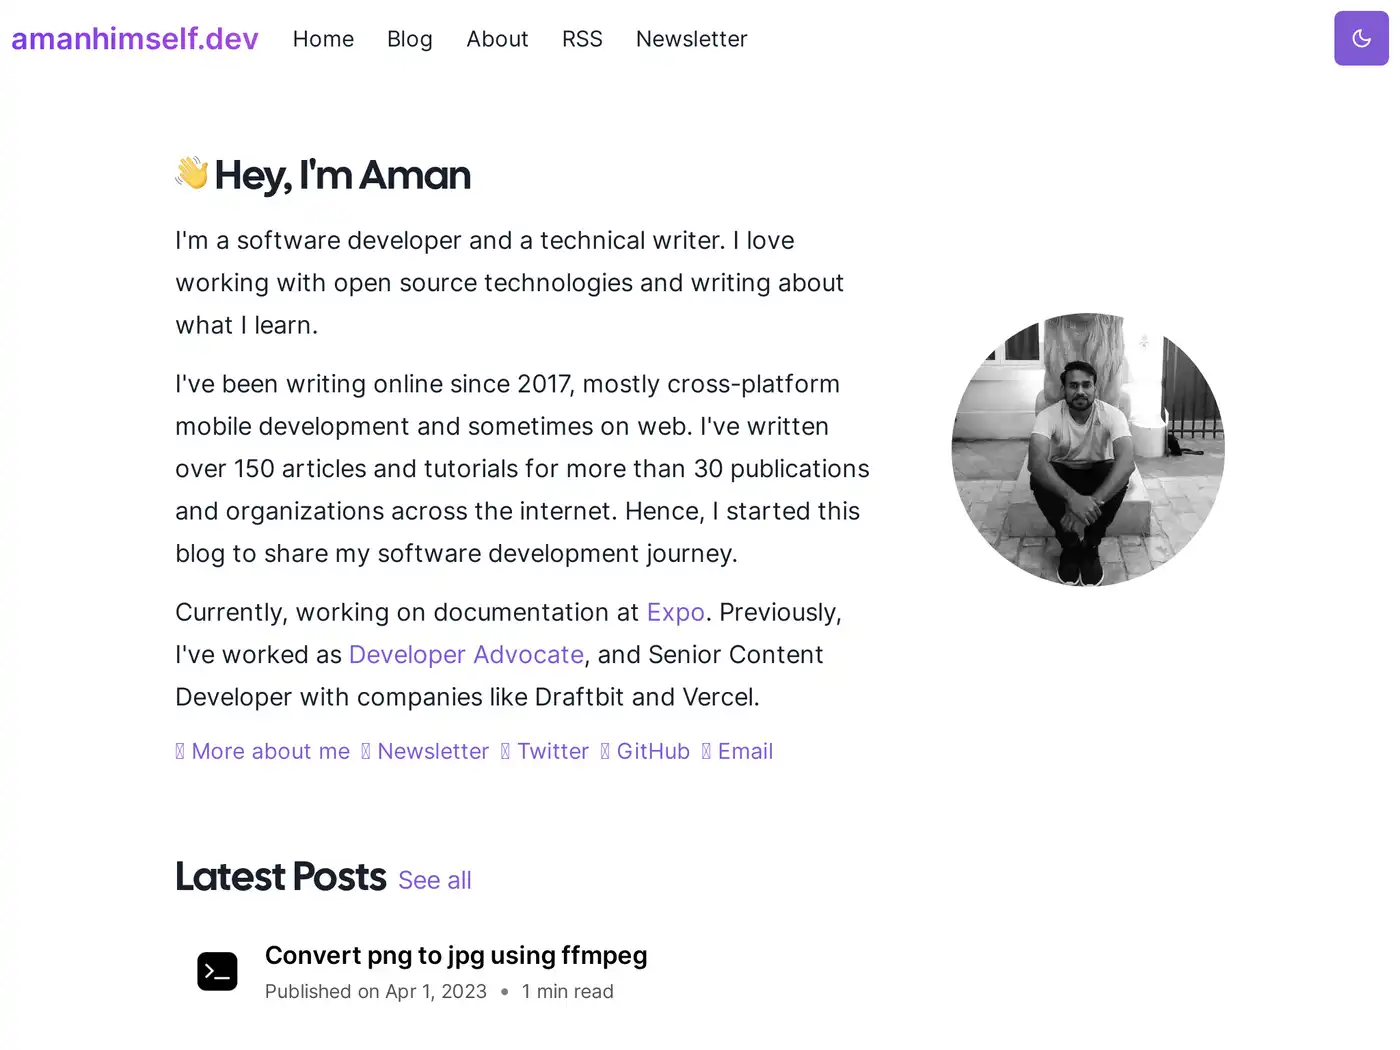 amanhimself.dev Home Blog About RSS Newsletter
👋 Hey, I'm Aman
I'm a software developer and a technical writer. I love
working with open source technologies and writing about
what I learn.
I've been writing online since 2017, mostly cross-platform
mobile development and sometimes on web. I've written
over 150 articles and tutorials for more than 30 publications
and organizations across the internet. Hence, I started this
blog to share my software development journey.
Currently, working on documentation at Expo. Previously,
I've worked as Developer Advocate, and Senior Content
Developer with companies like Draftbit and Vercel.
More about me Newsletter Twitter GitHub Email
Latest Posts See all
Convert png to jpg using ffmpeg
Published on Apr 1, 2023 • 1 min read